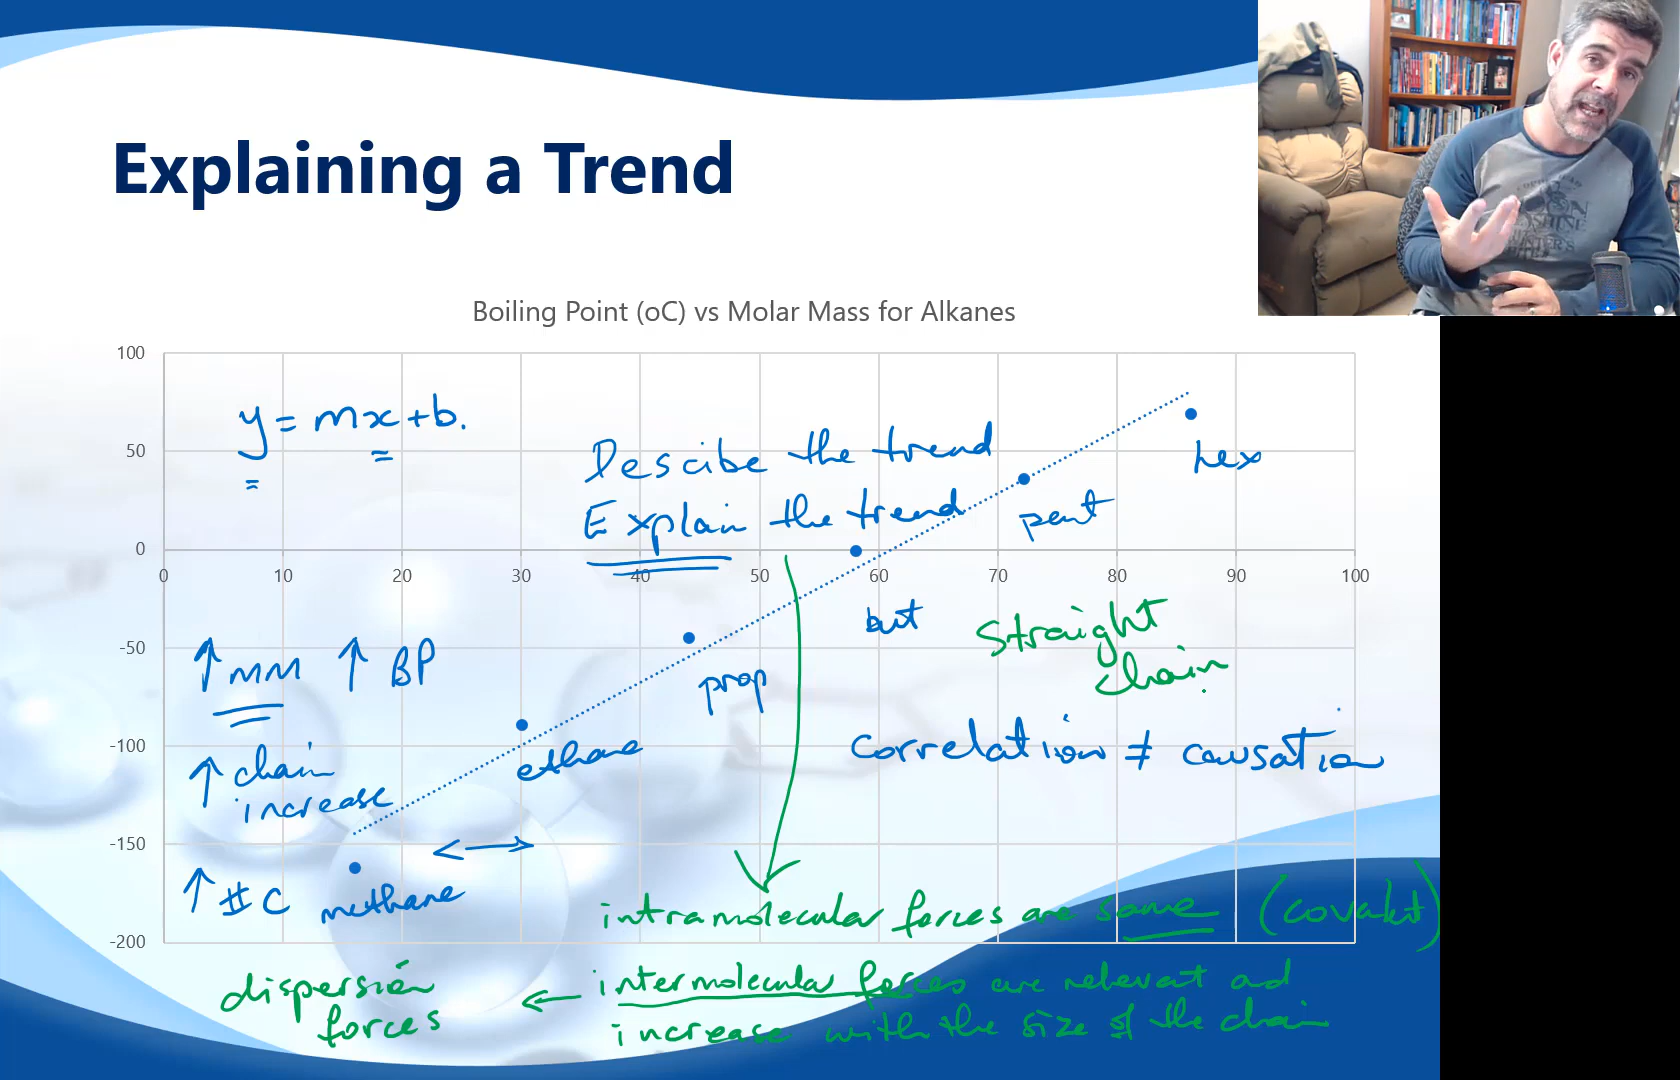 Explaining a Trend
Boiling Point (oC) vs Molar Mass for Alkanes
100
50
0
-50
-100
-150
-200
0 10 20 30 40 50 60 70 80 90 100
y = mx+b.
Descibe the trend
Explain the trend
hex
pent
but
prop
ethane
methane
straight
chain
↑ MM ↑ BP
↑ chain
increase
↑ #C
correlation ≠ causation
intramolecular forces are same (covalent)
intermolecular forces are relevant and
increase with the size of the chain
dispersion
forces